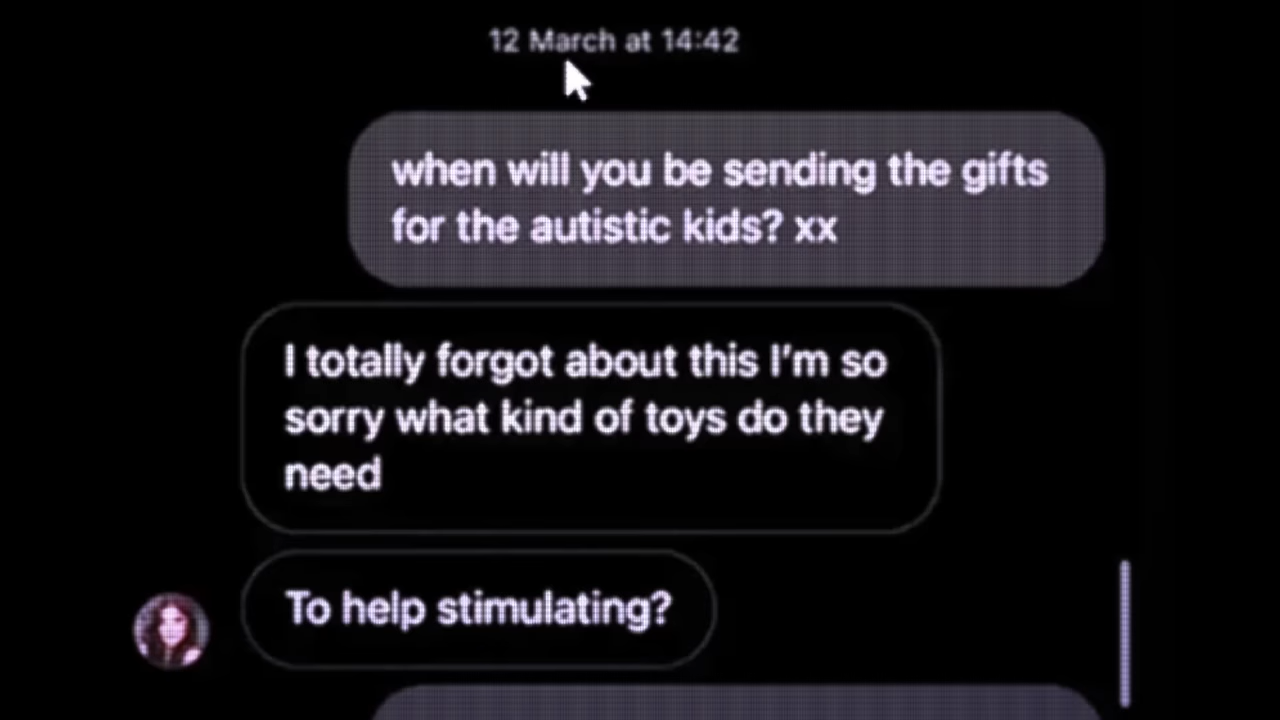 12 March at 14:42
when will you be sending the gifts
for the autistic kids? xx
I totally forgot about this I'm so
sorry what kind of toys do they
need
To help stimulating?